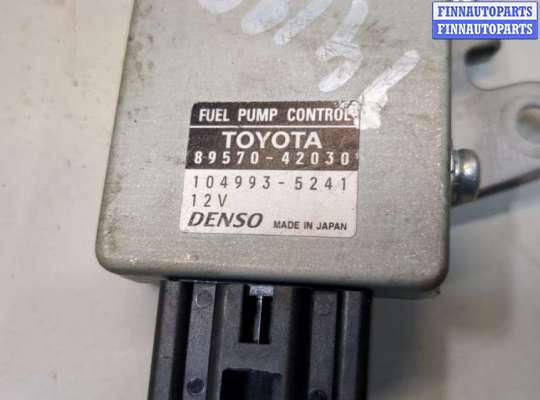 FINNAUTOPARTS
FINNAUTOPARTS
FUEL PUMP CONTROL
TOYOTA
89570-42030
104993-5241
12V
DENSO MADE IN JAPAN